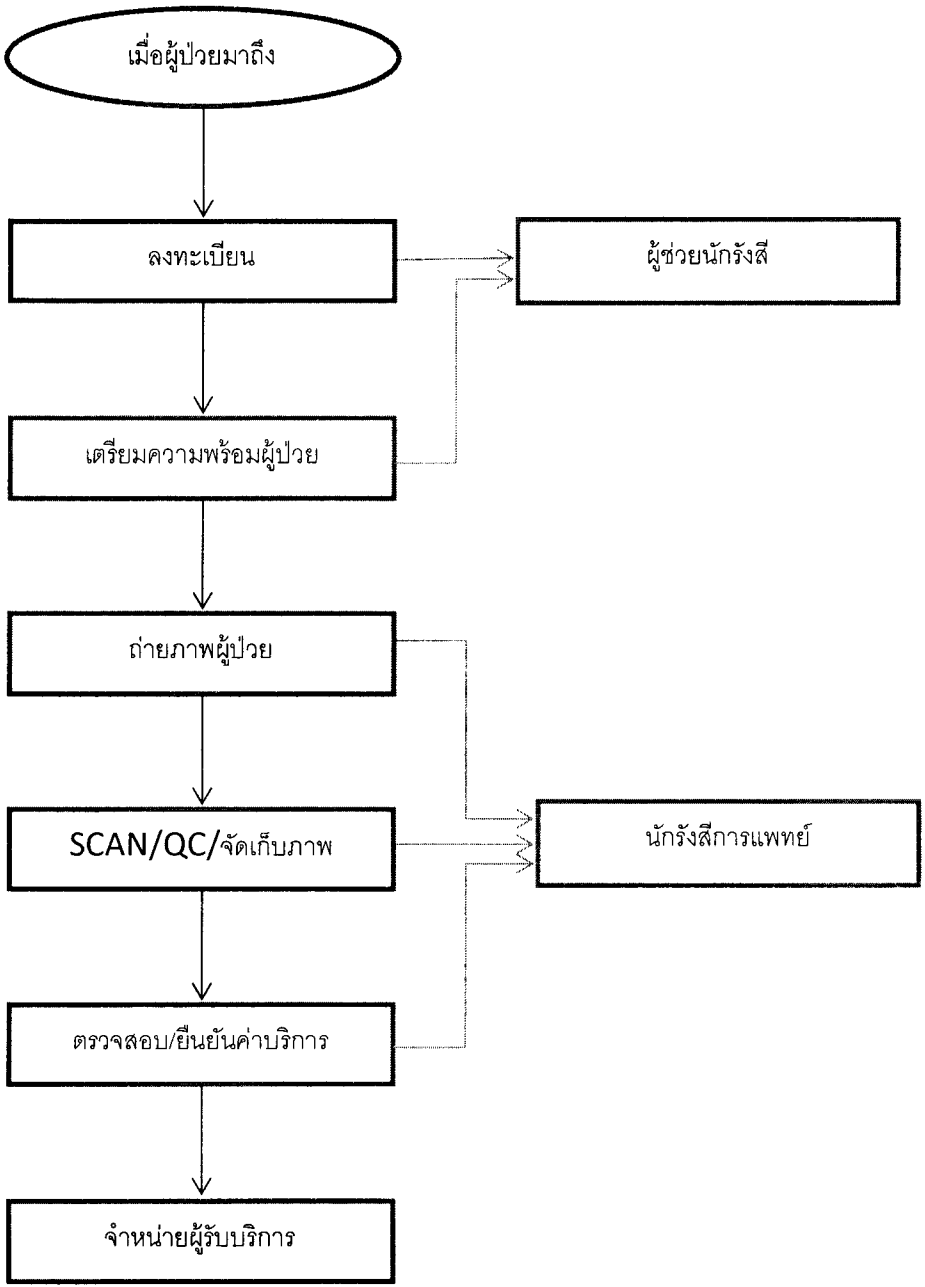 เมื่อผู้ป่วยมาถึง
ลงทะเบียน
ผู้ช่วยนักรังสี
เตรียมความพร้อมผู้ป่วย
ถ่ายภาพผู้ป่วย
SCAN/QC/จัดเก็บภาพ
นักรังสีการแพทย์
ตรวจสอบ/ยืนยันค่าบริการ
จำหน่ายผู้รับบริการ